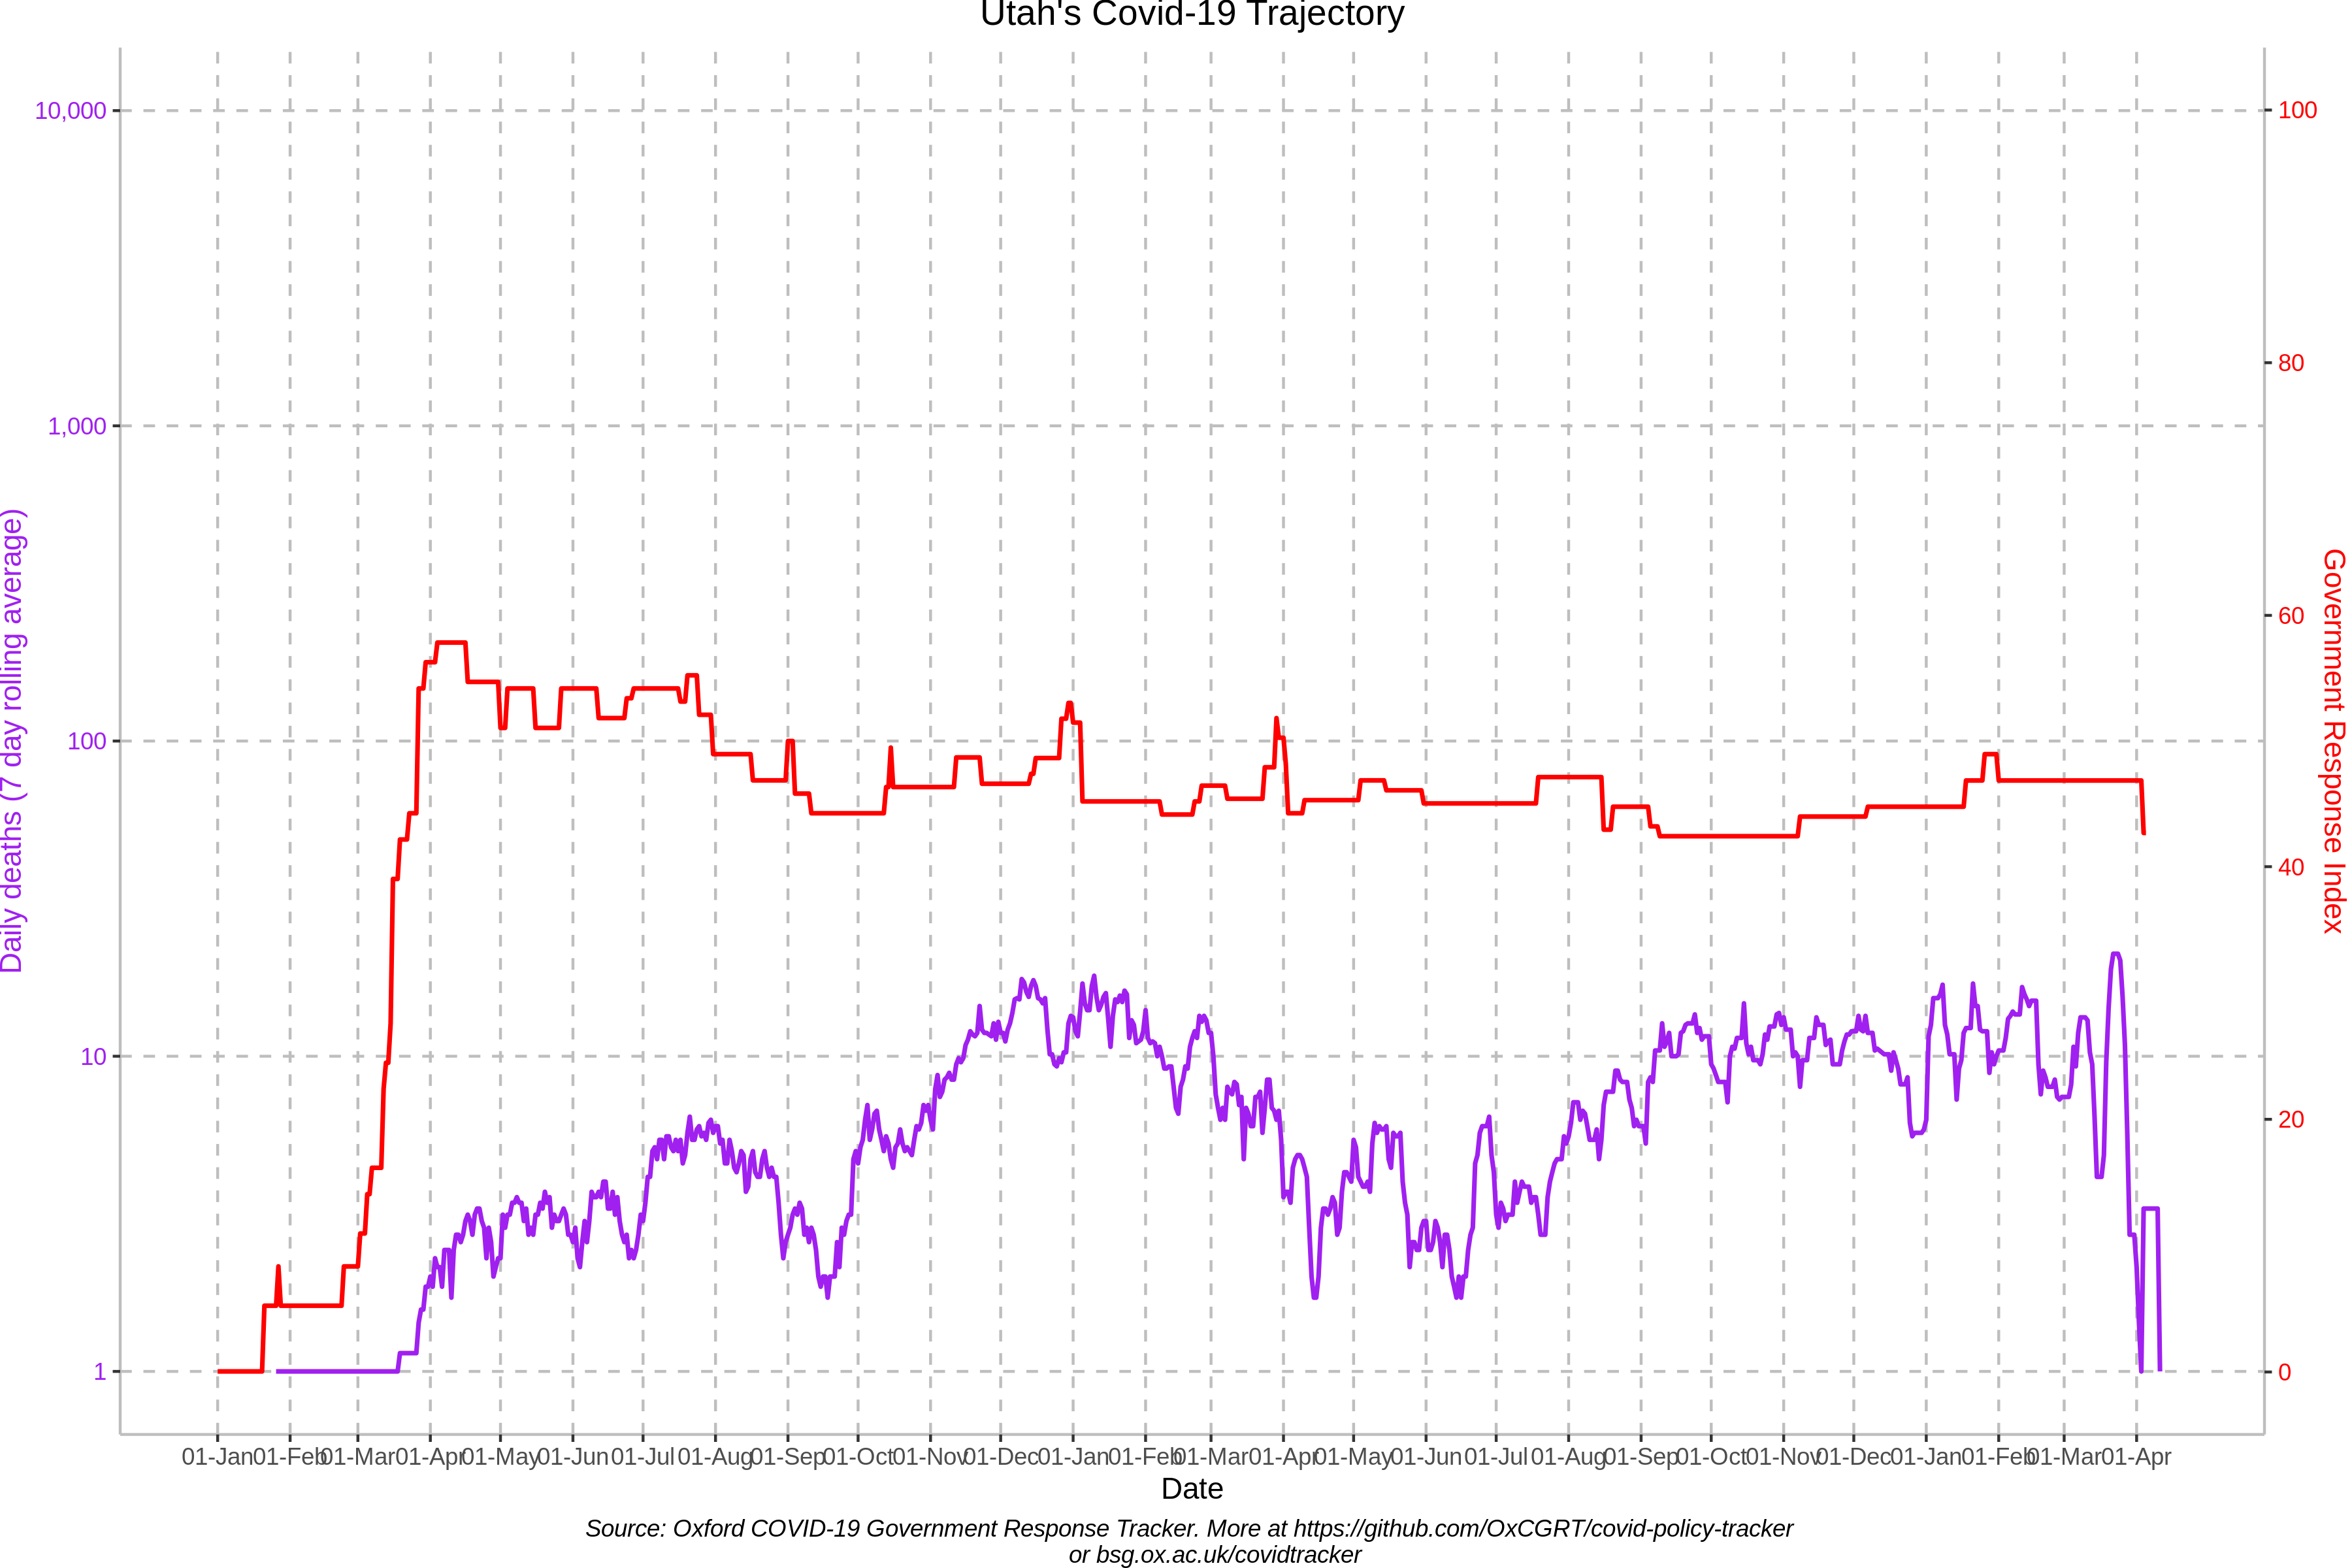 Utah's Covid-19 Trajectory
10,000
1,000
100
10
1
Daily deaths (7 day rolling average)
100
80
60
40
20
0
Government Response Index
01-Jan 01-Feb 01-Mar 01-Apr 01-May 01-Jun 01-Jul 01-Aug 01-Sep 01-Oct 01-Nov 01-Dec 01-Jan 01-Feb 01-Mar 01-Apr 01-May 01-Jun 01-Jul 01-Aug 01-Sep 01-Oct 01-Nov 01-Dec 01-Jan 01-Feb 01-Mar 01-Apr
Date
Source: Oxford COVID-19 Government Response Tracker. More at https://github.com/OxCGRT/covid-policy-tracker
or bsg.ox.ac.uk/covidtracker